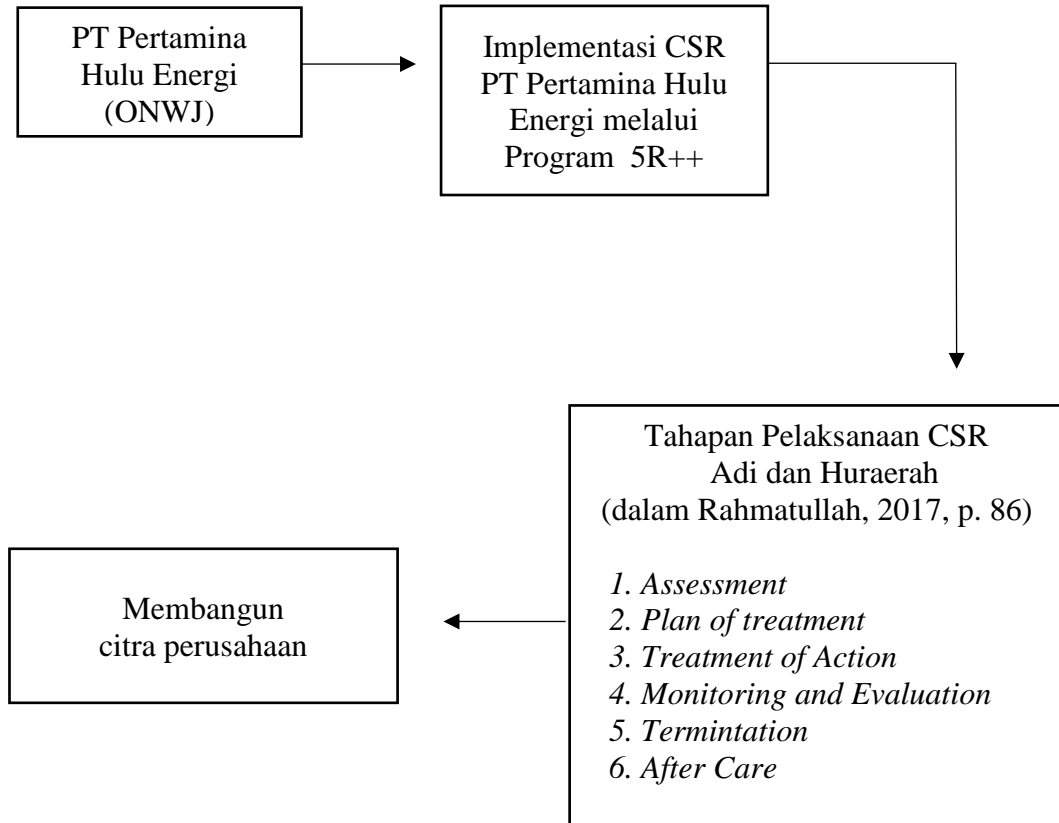 PT Pertamina
Hulu Energi
(ONWJ)
Implementasi CSR
PT Pertamina Hulu
Energi melalui
Program 5R++
Tahapan Pelaksanaan CSR
Adi dan Huraerah
(dalam Rahmatullah, 2017, p. 86)
1. Assessment
2. Plan of treatment
3. Treatment of Action
4. Monitoring and Evaluation
5. Termintation
6. After Care
Membangun
citra perusahaan